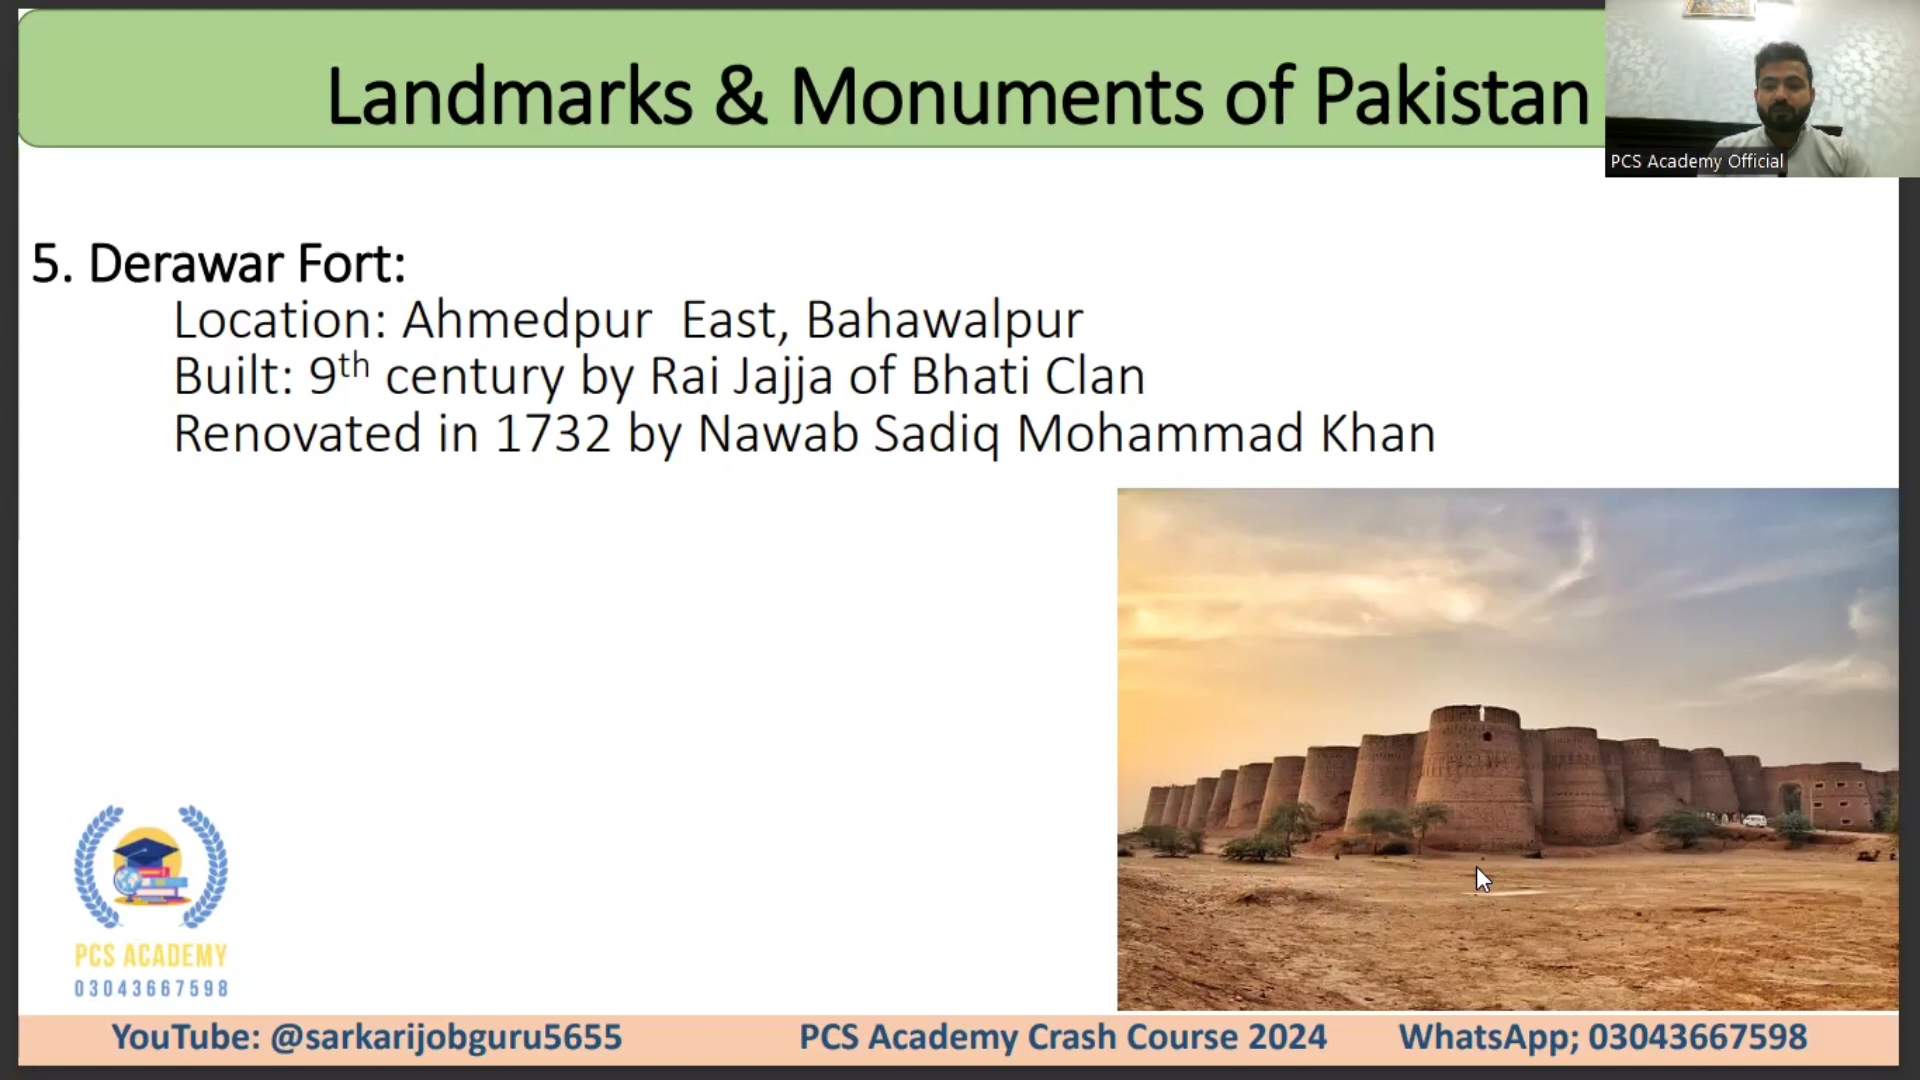 Landmarks & Monuments of Pakistan
PCS Academy Official
5. Derawar Fort:
Location: Ahmedpur East, Bahawalpur
Built: 9th century by Rai Jajja of Bhati Clan
Renovated in 1732 by Nawab Sadiq Mohammad Khan
PCS ACADEMY
03043667598
YouTube: @sarkarijobguru5655 PCS Academy Crash Course 2024 WhatsApp; 03043667598